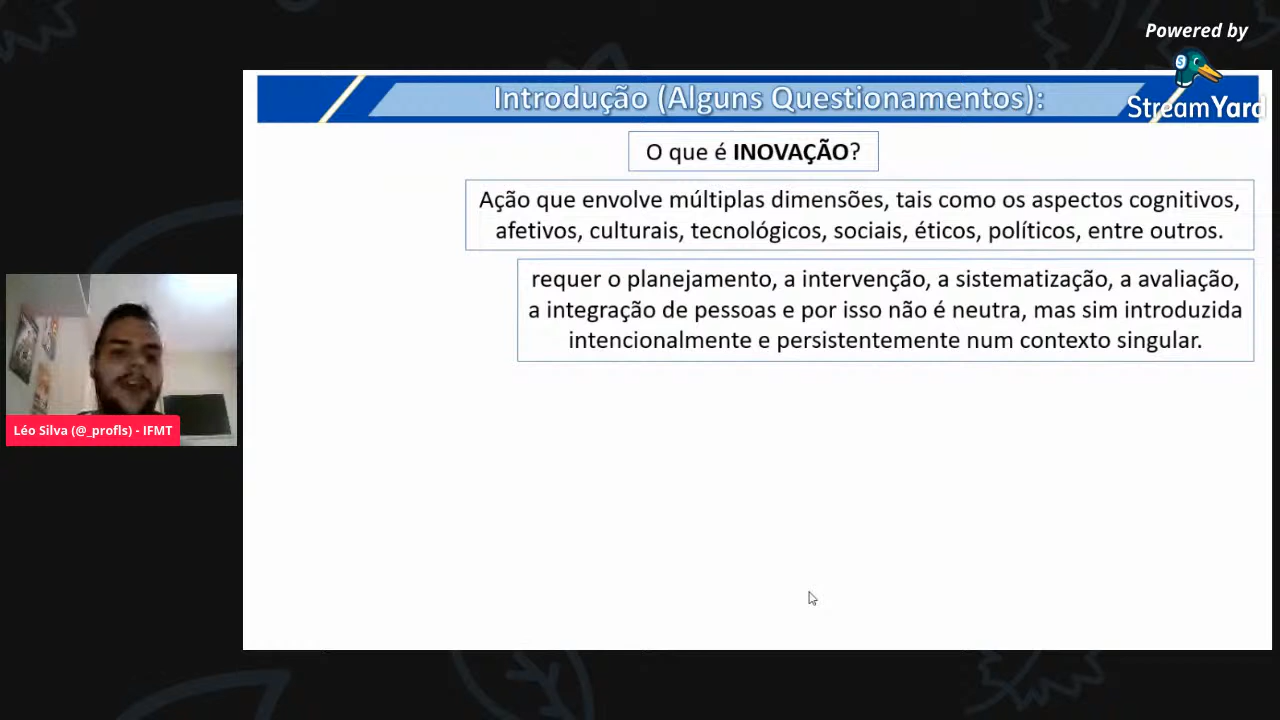 Powered by
StreamYard
Introdução (Alguns Questionamentos):
O que é INOVAÇÃO?
Ação que envolve múltiplas dimensões, tais como os aspectos cognitivos,
afetivos, culturais, tecnológicos, sociais, éticos, políticos, entre outros.
requer o planejamento, a intervenção, a sistematização, a avaliação,
a integração de pessoas e por isso não é neutra, mas sim introduzida
intencionalmente e persistentemente num contexto singular.
Léo Silva (@_profls) - IFMT